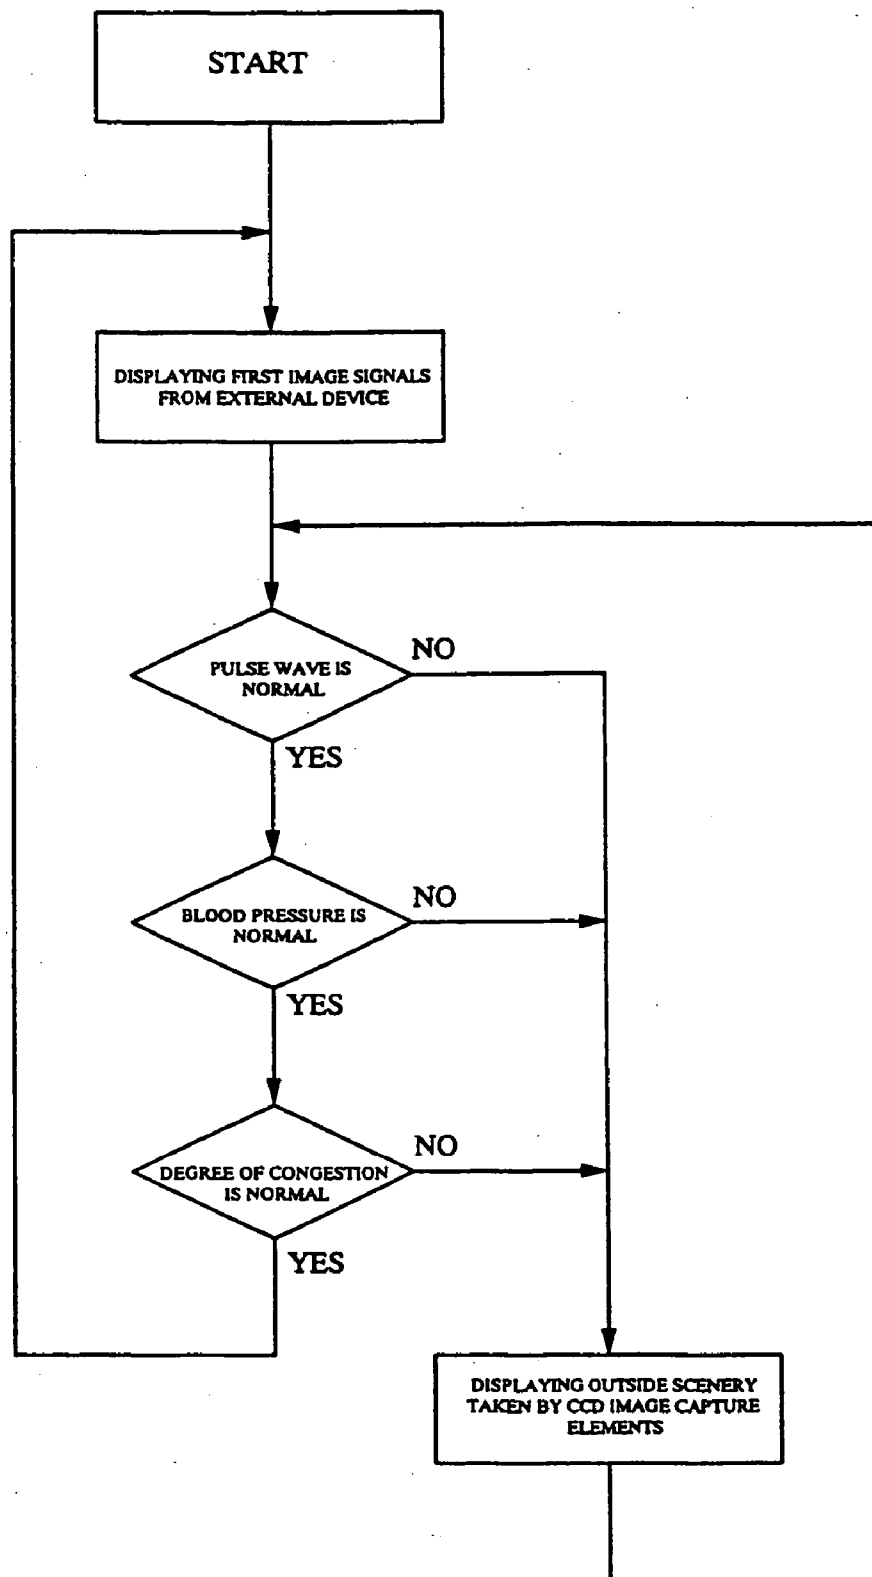 START
DISPLAYING FIRST IMAGE SIGNALS
FROM EXTERNAL DEVICE
PULSE WAVE IS
NORMAL
NO
YES
BLOOD PRESSURE IS
NORMAL
NO
YES
DEGREE OF CONGESTION
IS NORMAL
NO
YES
DISPLAYING OUTSIDE SCENERY
TAKEN BY CCD IMAGE CAPTURE
ELEMENTS